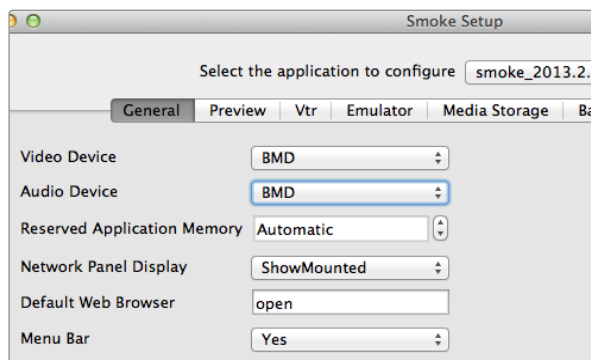 Smoke Setup
Select the application to configure smoke_2013.2.
General Preview Vtr Emulator Media Storage Ba
Video Device BMD
Audio Device BMD
Reserved Application Memory Automatic
Network Panel Display ShowMounted
Default Web Browser open
Menu Bar Yes